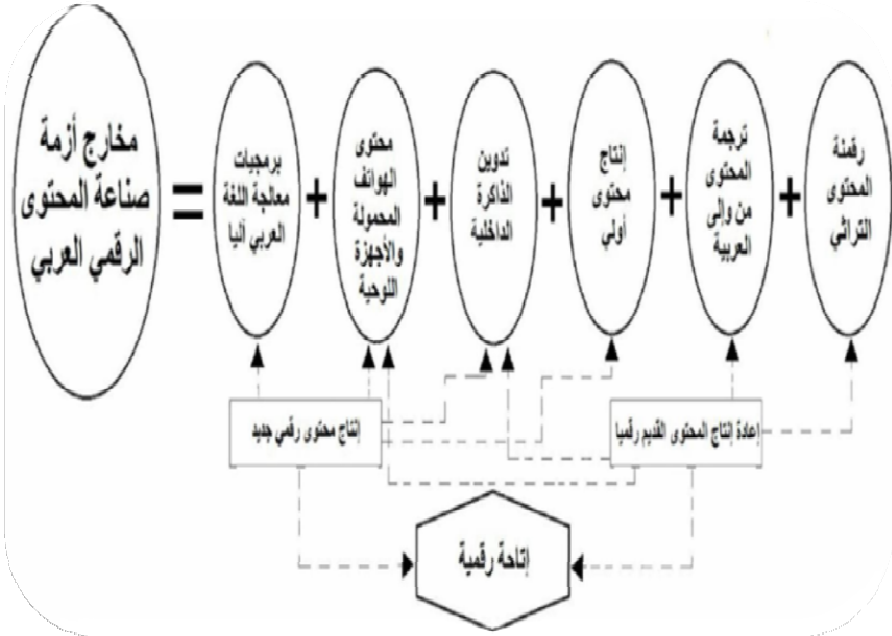 مخارج أزمة
صناعة المحتوى
الرقمي العربي
=
برمجيات
معالجة اللغة
العربي آليا
+
محتوى
الهواتف
المحمولة
والأجهزة
اللوحية
+
تدوين
الذاكرة
الداخلية
+
إنتاج
محتوى
أولي
+
ترجمة
المحتوى
من والى
العربية
+
رقمنة
المحتوى
التراثي
إنتاج محتوى رقمي جديد
إعادة إنتاج المحتوى القديم رقميا
إتاحة رقمية